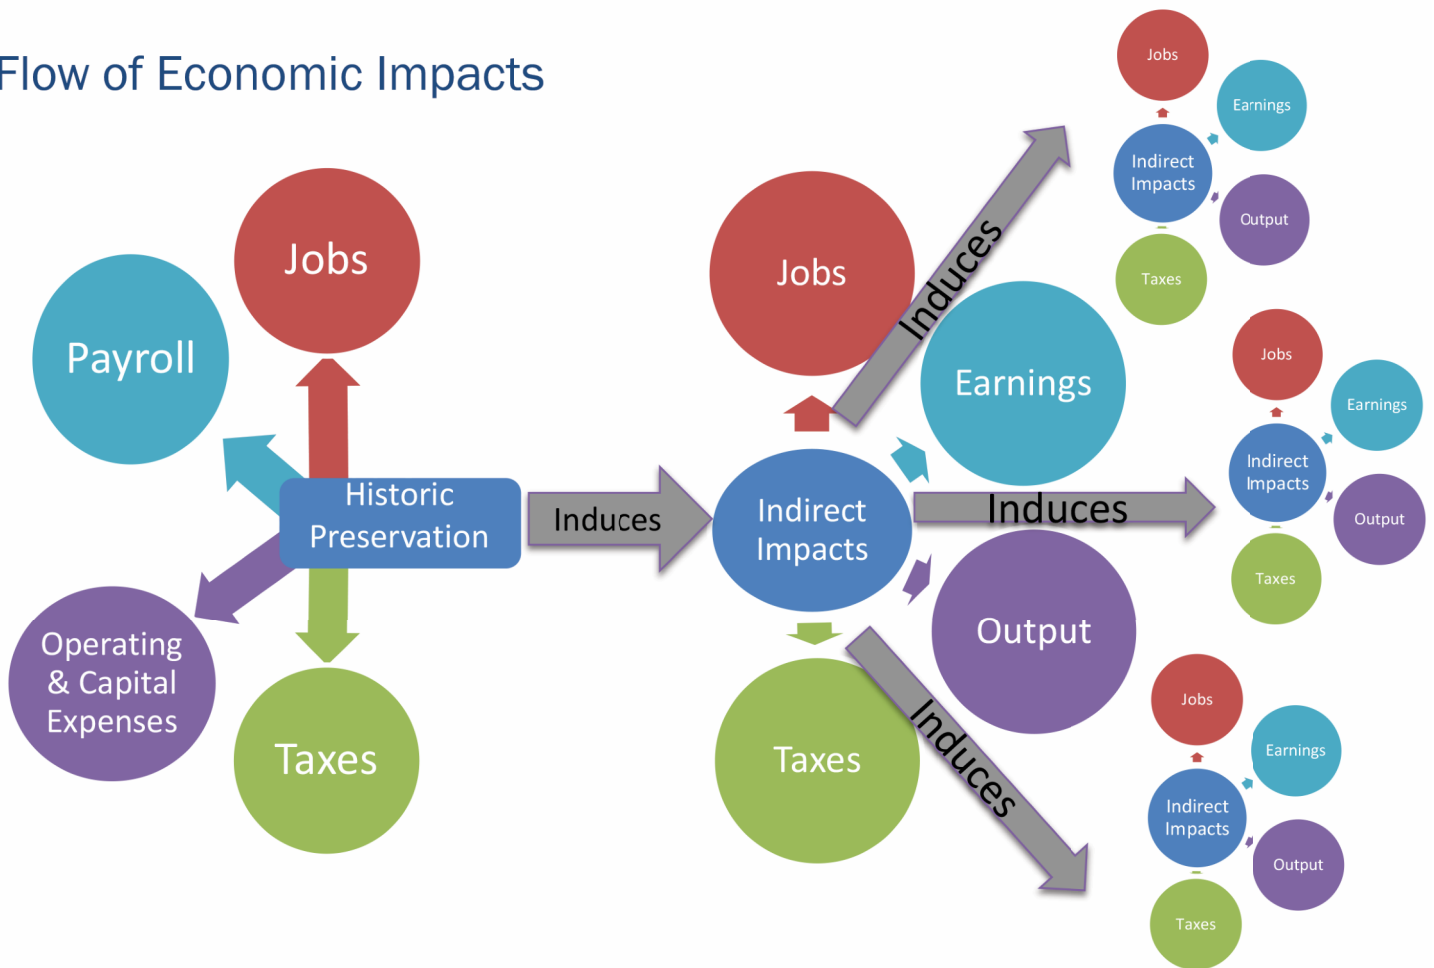 Flow of Economic Impacts
Jobs
Payroll
Historic
Preservation
Operating
& Capital
Expenses
Taxes
Induces
Jobs
Earnings
Indirect
Impacts
Output
Taxes
Induces
Induces
Induces
Jobs
Earnings
Indirect
Impacts
Output
Taxes
Jobs
Earnings
Indirect
Impacts
Output
Taxes
Jobs
Earnings
Indirect
Impacts
Output
Taxes